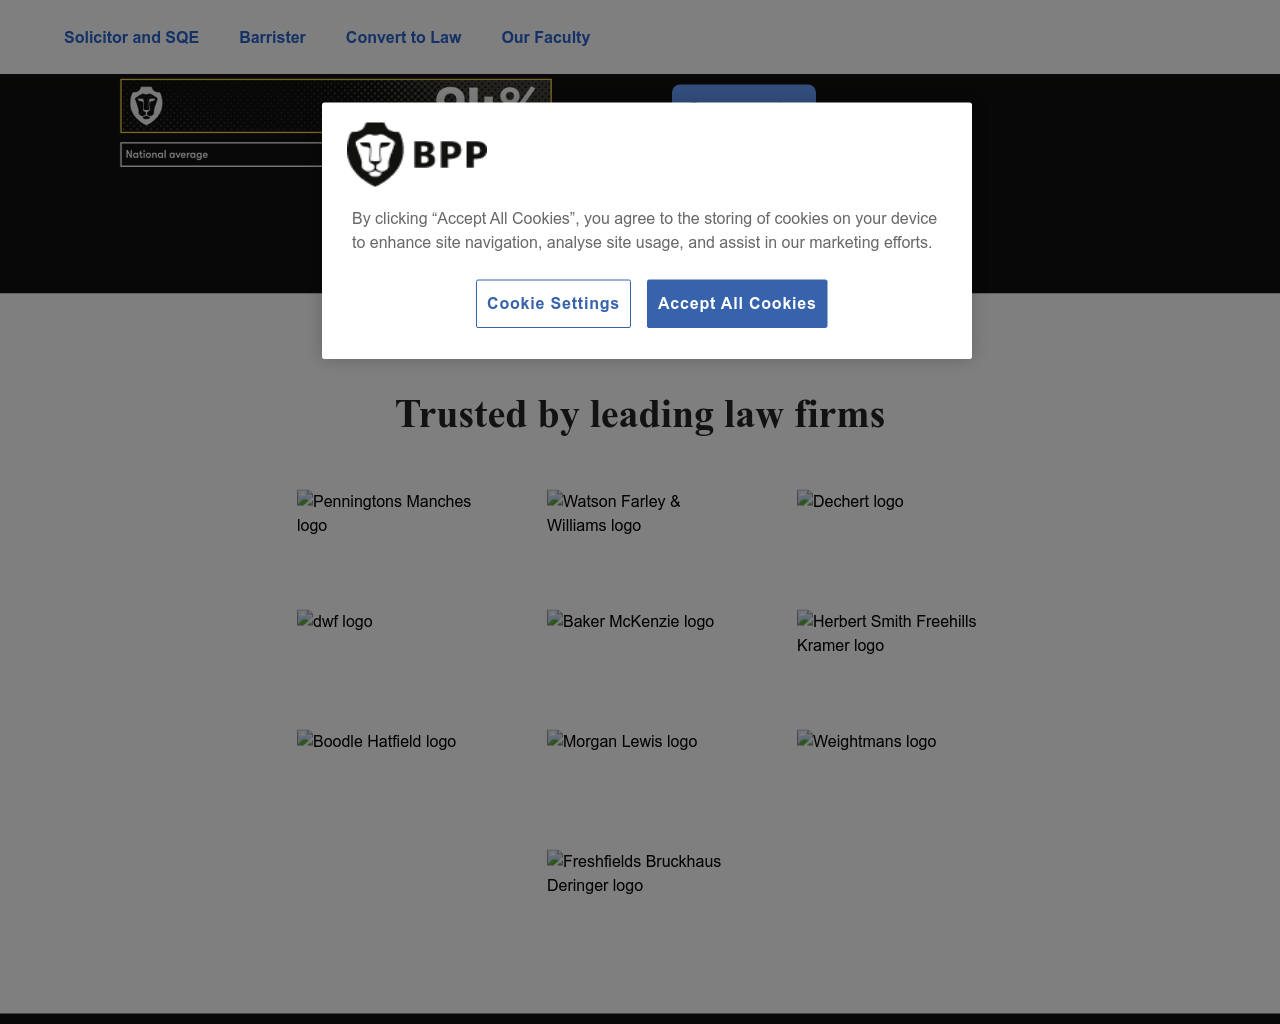 Solicitor and SQE
Barrister
Convert to Law
Our Faculty
National average
BPP
By clicking “Accept All Cookies”, you agree to the storing of cookies on your device
to enhance site navigation, analyse site usage, and assist in our marketing efforts.
Cookie Settings
Accept All Cookies
Trusted by leading law firms
Penningtons Manches
logo
Watson Farley &
Williams logo
Dechert logo
dwf logo
Baker McKenzie logo
Herbert Smith Freehills
Kramer logo
Boodle Hatfield logo
Morgan Lewis logo
Weightmans logo
Freshfields Bruckhaus
Deringer logo